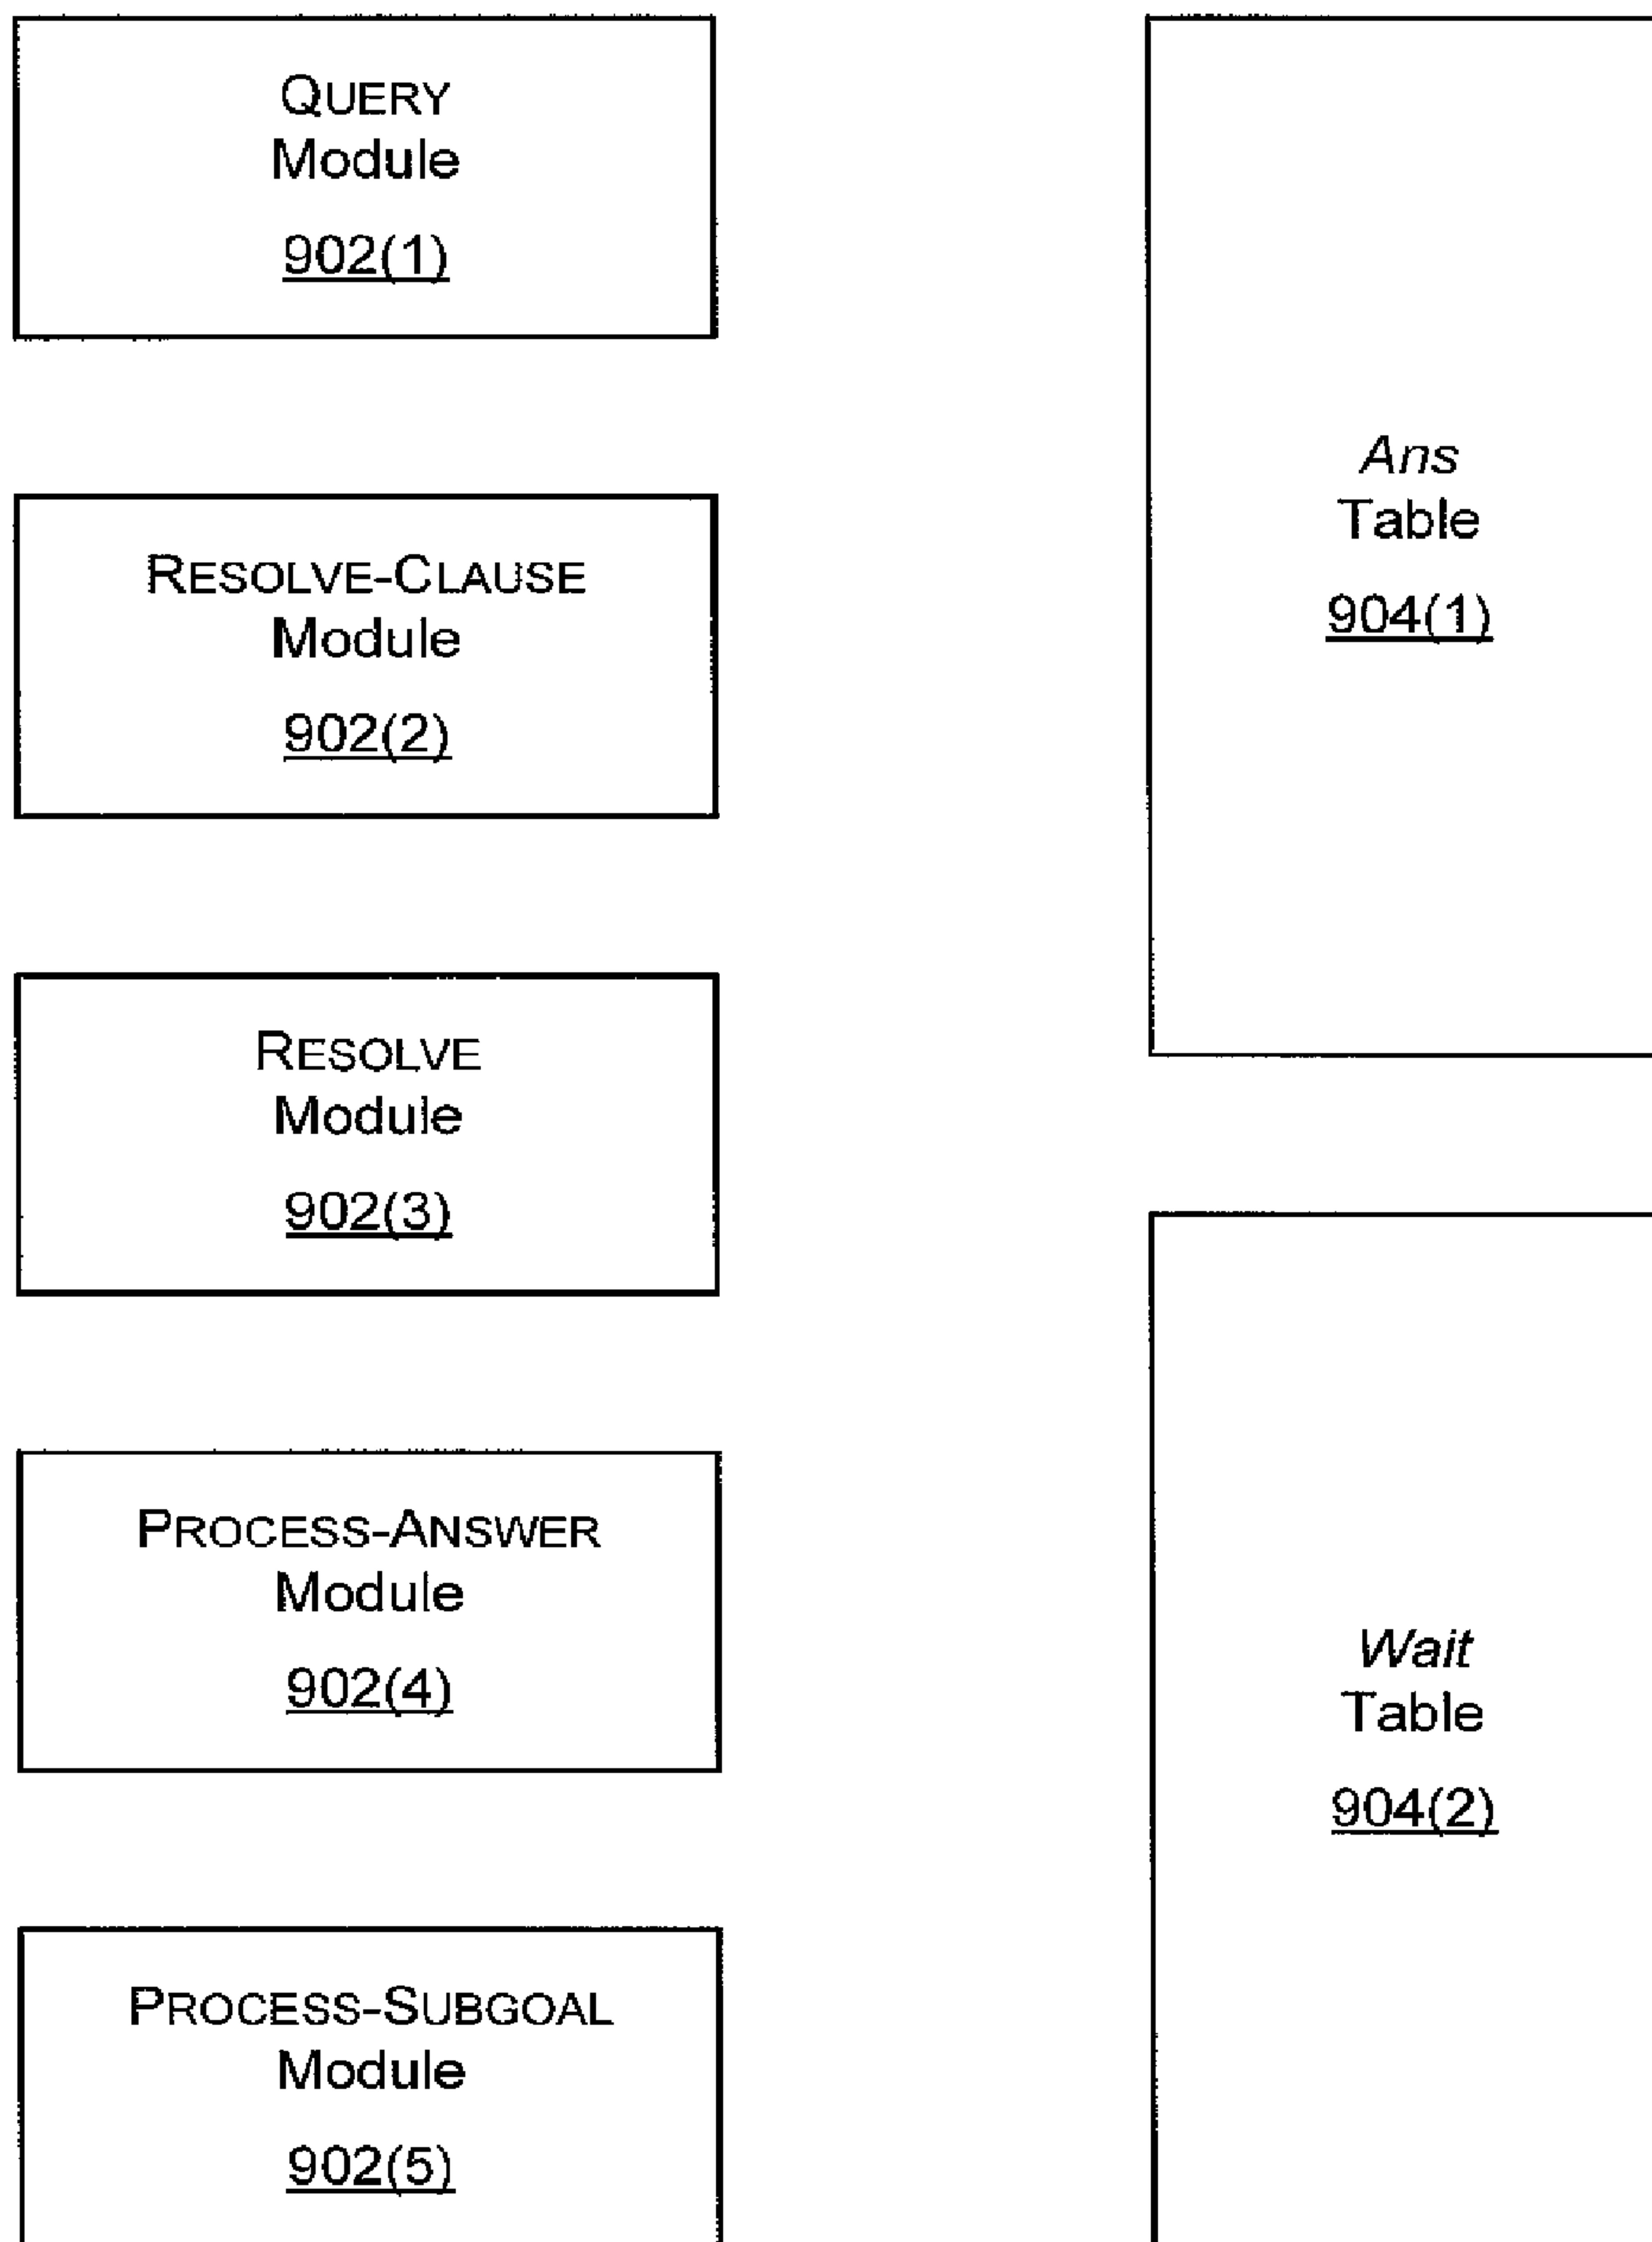 QUERY
Module
902(1)
RESOLVE-CLAUSE
Module
902(2)
RESOLVE
Module
902(3)
PROCESS-ANSWER
Module
902(4)
PROCESS-SUBGOAL
Module
902(5)
Ans
Table
904(1)
Wait
Table
904(2)